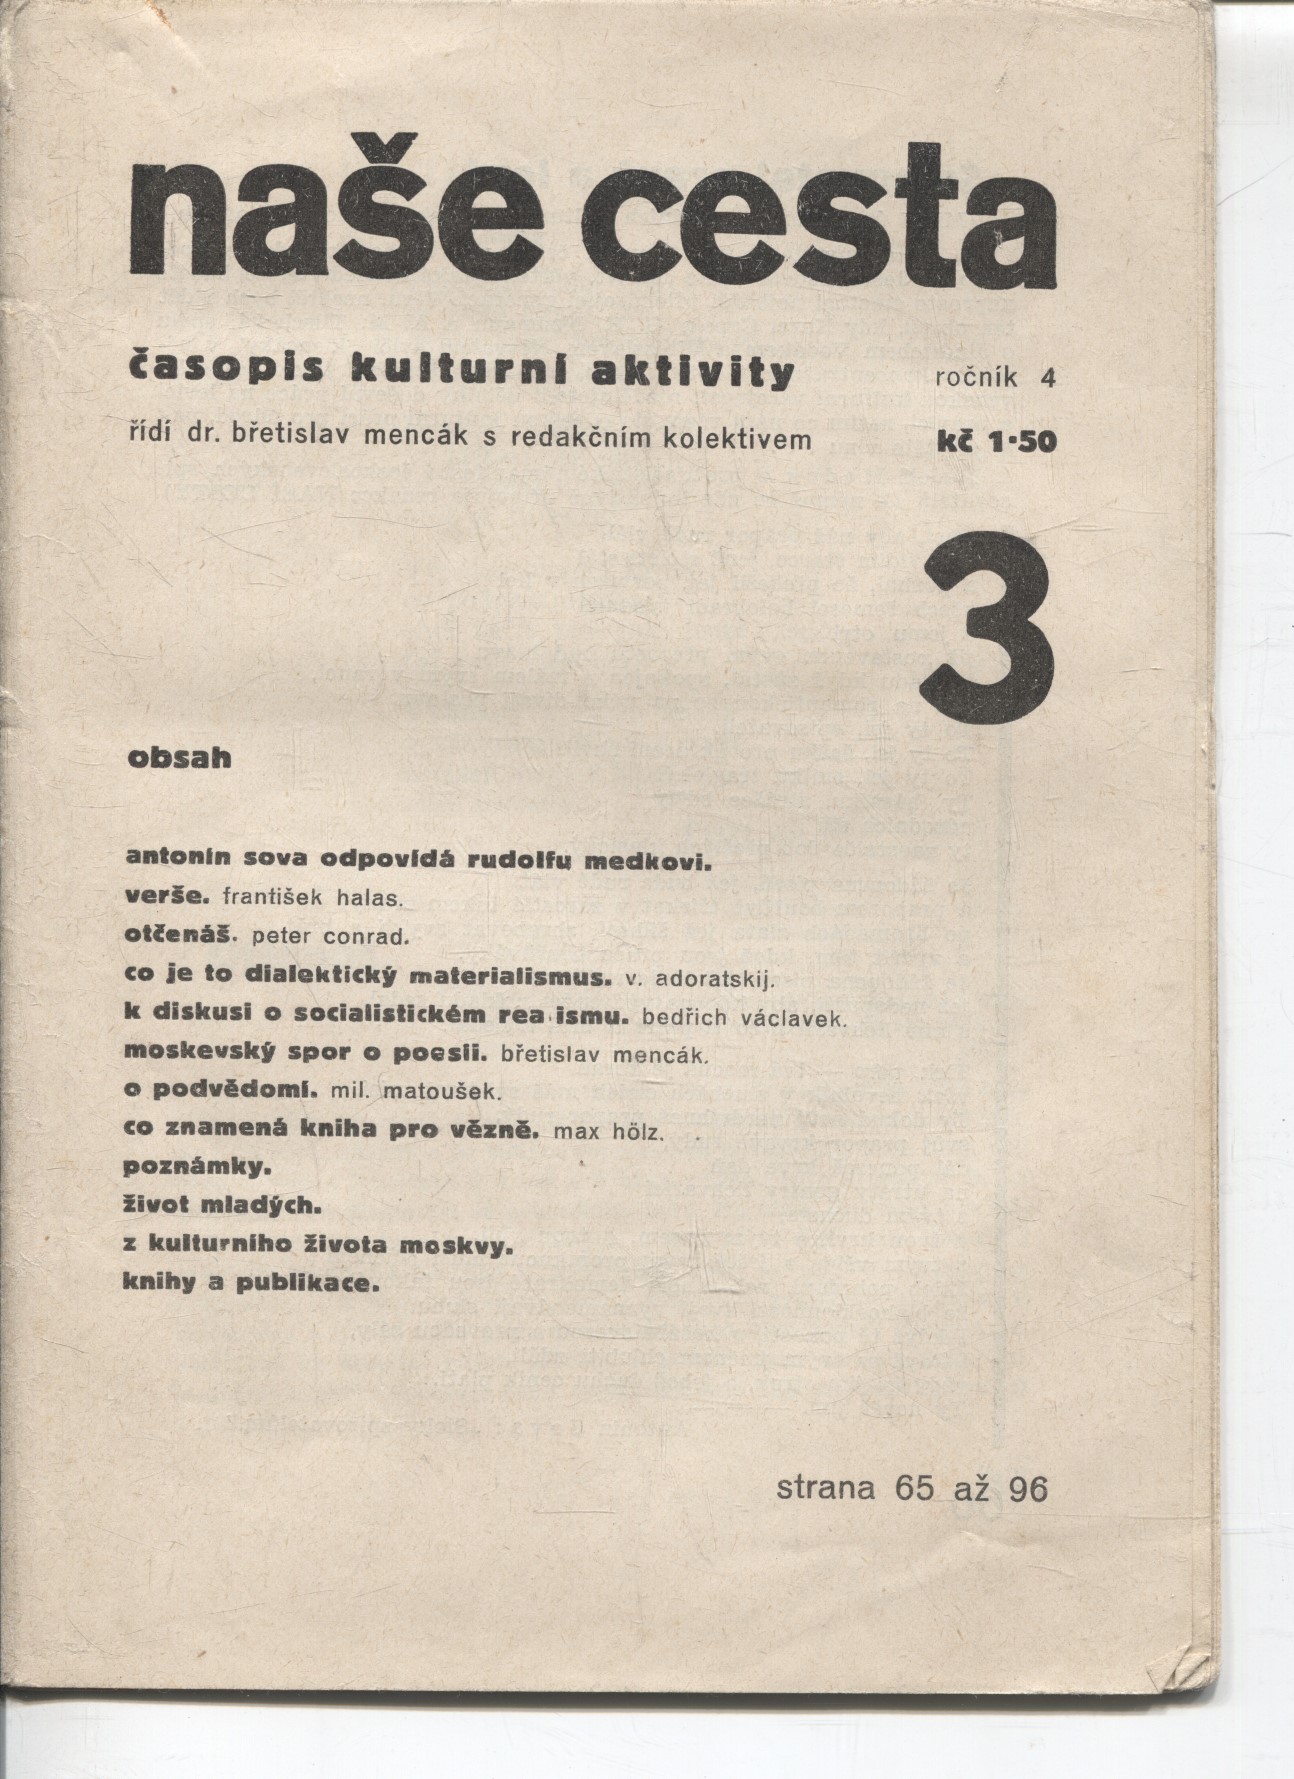 naše cesta
časopis kulturní aktivity
ročník 4
řídí dr. břetislav mencák s redakčním kolektivem
kč 1·50
3
obsah
antonín sova odpovídá rudolfu medkovi.
verše. františek halas.
otčenáš. peter conrad.
co je to dialektický materialismus. v. adoratskij.
k diskusi o socialistickém rea ismu. bedřich václavek.
moskevský spor o poesii. břetislav mencák.
o podvědomí. mil. matoušek.
co znamená kniha pro vězně. max hölz.
poznámky.
život mladých.
z kulturního života moskvy.
knihy a publikace.
strana 65 až 96